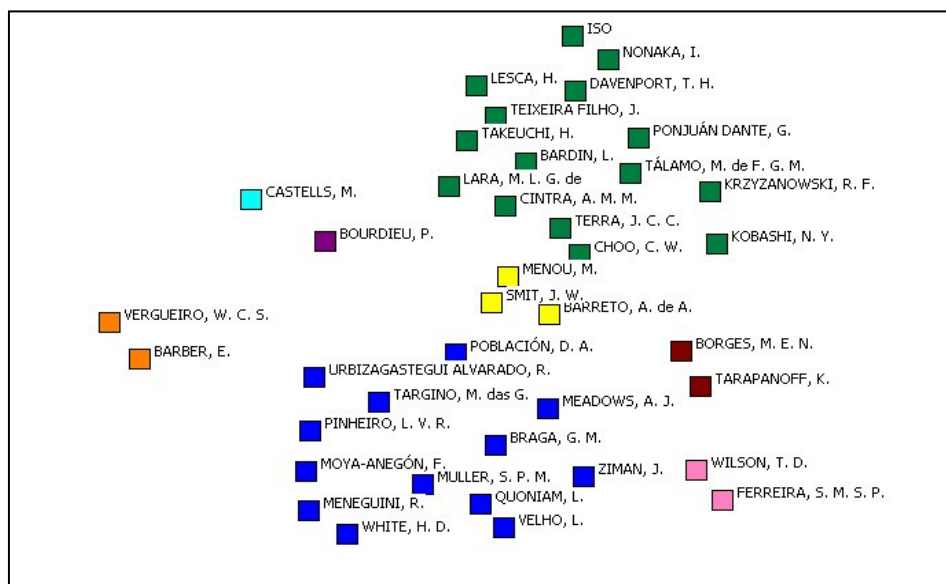 ISO
NONAKA, I.
LESCA, H.
DAVENPORT, T. H.
TEIXEIRA FILHO, J.
TAKEUCHI, H.
PONJUÁN DANTE, G.
BARDIN, L.
TÁLAMO, M. de F. G. M.
LARA, M. L. G. de
KRZYZANOWSKI, R. F.
CASTELLS, M.
CINTRA, A. M. M.
TERRA, J. C. C.
BOURDIEU, P.
CHOO, C. W.
KOBASHI, N. Y.
MENOU, M.
SMIT, J. W.
BARRETO, A. de A.
VERGUEIRO, W. C. S.
BARBER, E.
POBLACIÓN, D. A.
BORGES, M. E. N.
URBIZAGASTEGUI ALVARADO, R.
TARAPANOFF, K.
TARGINO, M. das G.
MEADOWS, A. J.
PINHEIRO, L. V. R.
BRAGA, G. M.
MOYA-ANEGÓN, F.
MULLER, S. P. M.
ZIMAN, J.
WILSON, T. D.
MENEGUINI, R.
QUONIAM, L.
FERREIRA, S. M. S. P.
WHITE, H. D.
VELHO, L.